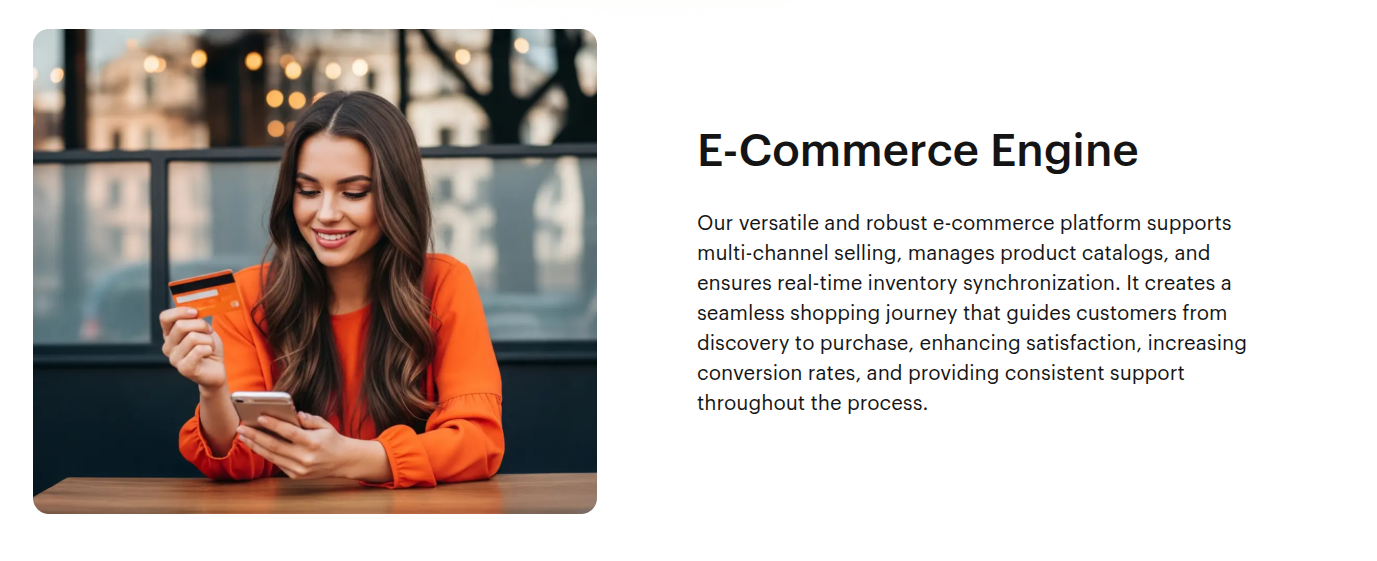 E-Commerce Engine
Our versatile and robust e-commerce platform supports
multi-channel selling, manages product catalogs, and
ensures real-time inventory synchronization. It creates a
seamless shopping journey that guides customers from
discovery to purchase, enhancing satisfaction, increasing
conversion rates, and providing consistent support
throughout the process.